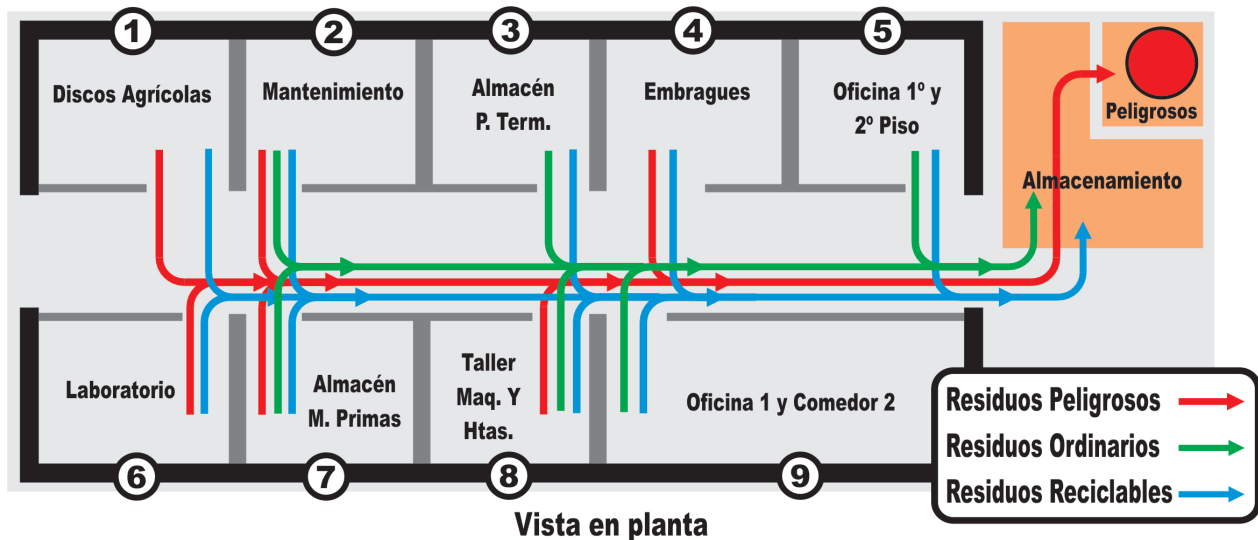 1
2
3
4
5
Discos Agrícolas
Mantenimiento
Almacén
P. Term.
Embragues
Oficina 1º y
2º Piso
Peligrosos
Almacenamiento
Laboratorio
Almacén
M. Primas
Taller
Maq. Y
Htas.
Oficina 1 y Comedor 2
6
7
8
9
Residuos Peligrosos
Residuos Ordinarios
Residuos Reciclables
Vista en planta